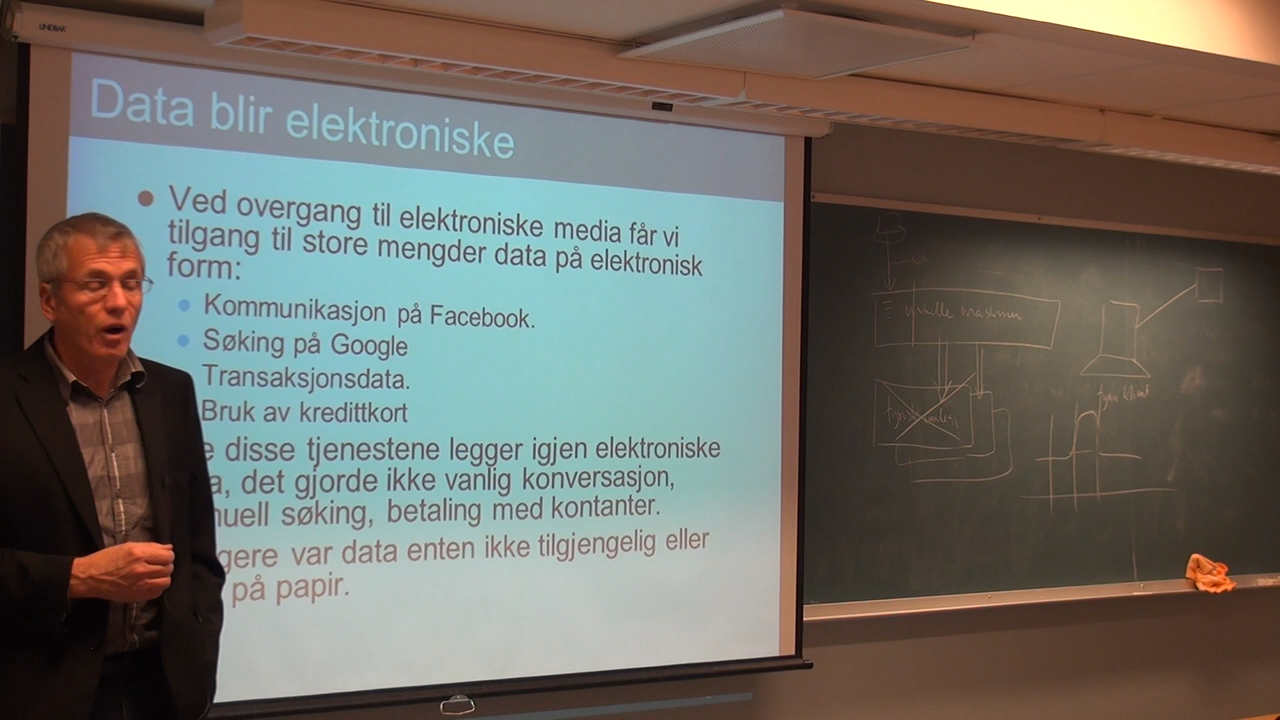 LINDBAK
Data blir elektroniske
Ved overgang til elektroniske media får vi
tilgang til store mengder data på elektronisk
form:
Kommunikasjon på Facebook.
Søking på Google
Transaksjonsdata.
Bruk av kredittkort
disse tjenestene legger igjen elektroniske
det gjorde ikke vanlig konversasjon,
søking, betaling med kontanter.
var data enten ikke tilgjengelig eller
på papir.